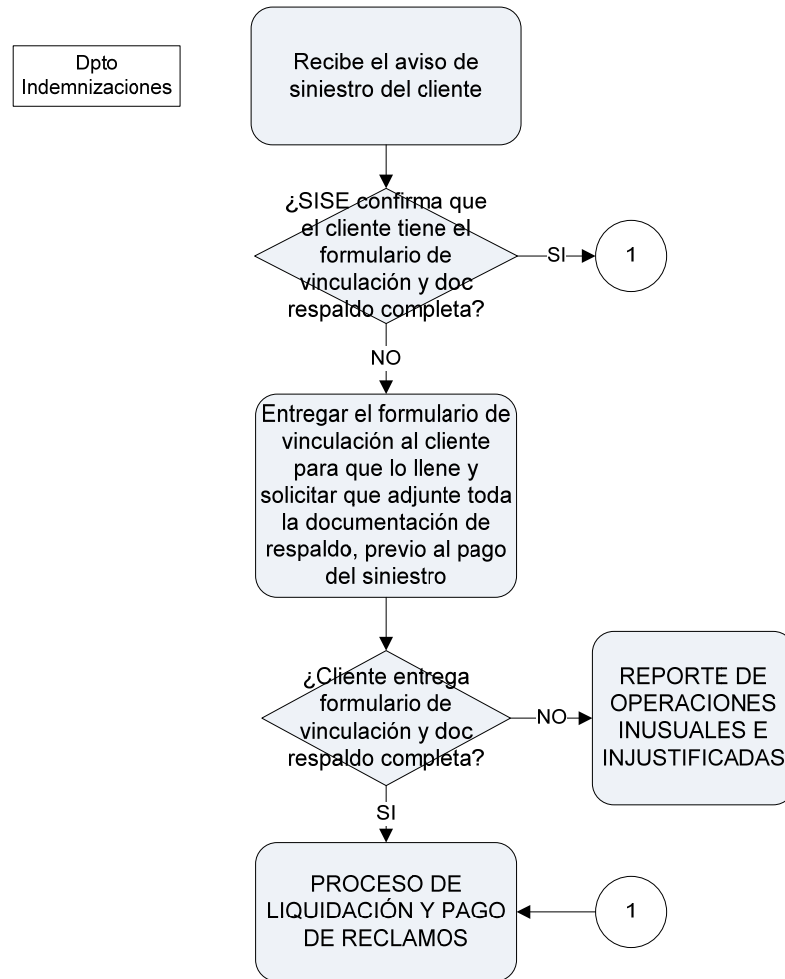 Dpto
Indemnizaciones
Recibe el aviso de
siniestro del cliente
¿SISE confirma que
el cliente tiene el
formulario de
vinculación y doc
respaldo completa?
SI
1
NO
Entregar el formulario de
vinculación al cliente
para que lo llene y
solicitar que adjunte toda
la documentación de
respaldo, previo al pago
del siniestro
¿Cliente entrega
formulario de
vinculación y doc
respaldo completa?
NO
REPORTE DE
OPERACIONES
INUSUALES E
INJUSTIFICADAS
SI
PROCESO DE
LIQUIDACIÓN Y PAGO
DE RECLAMOS
1